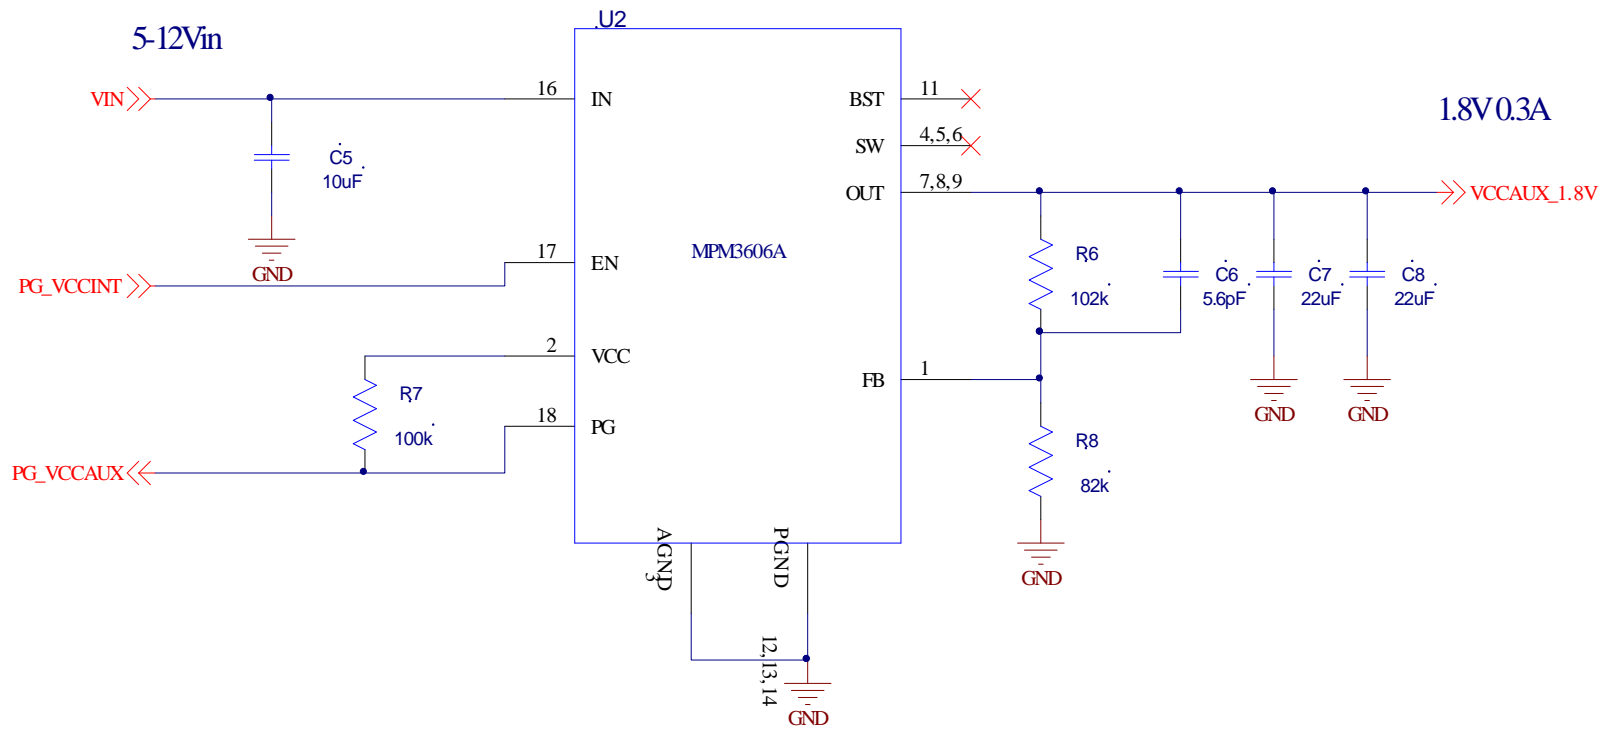 .U2
5-12Vin
VIN
16
IN
BST
11
1.8V 0.3A
SW
4,5,6
C5
10uF
OUT
7,8,9
VCCAUX_1.8V
GND
17
EN
MPM3606A
R6
102k
C6
5.6pF
C7
22uF
C8
22uF
PG_VCCINT
2
VCC
FB
1
R7
100k
18
PG
GND
GND
R8
82k
PG_VCCAUX
AGND
3
PGND
GND
12,13,14
GND